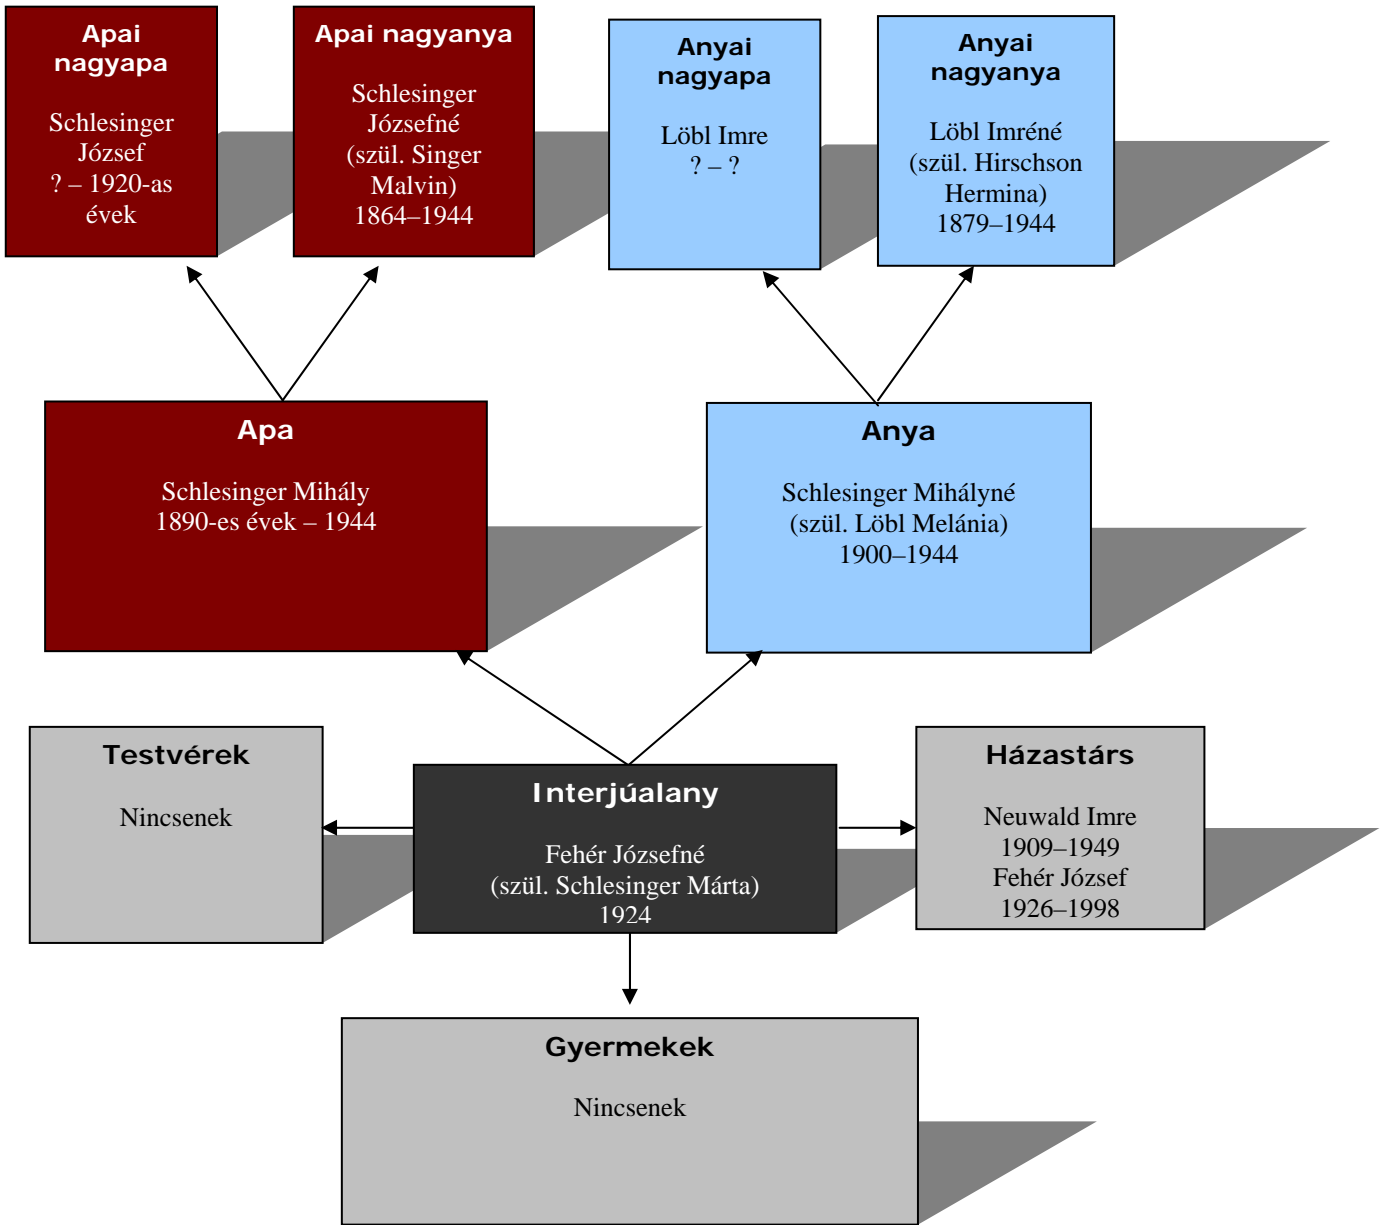 Apai
nagyapa
Schlesinger
József
? – 1920-as
évek
Apai nagyanya
Schlesinger
Józsefné
(szül. Singer
Malvin)
1864–1944
Anyai
nagyapa
Löbl Imre
? – ?
Anyai
nagyanya
Löbl Imréné
(szül. Hirschson
Hermina)
1879–1944
Apa
Schlesinger Mihály
1890-es évek – 1944
Anya
Schlesinger Mihályné
(szül. Löbl Melánia)
1900–1944
Testvérek
Nincsenek
Interjúalany
Fehér Józsefné
(szül. Schlesinger Márta)
1924
Házastárs
Neuwald Imre
1909–1949
Fehér József
1926–1998
Gyermekek
Nincsenek